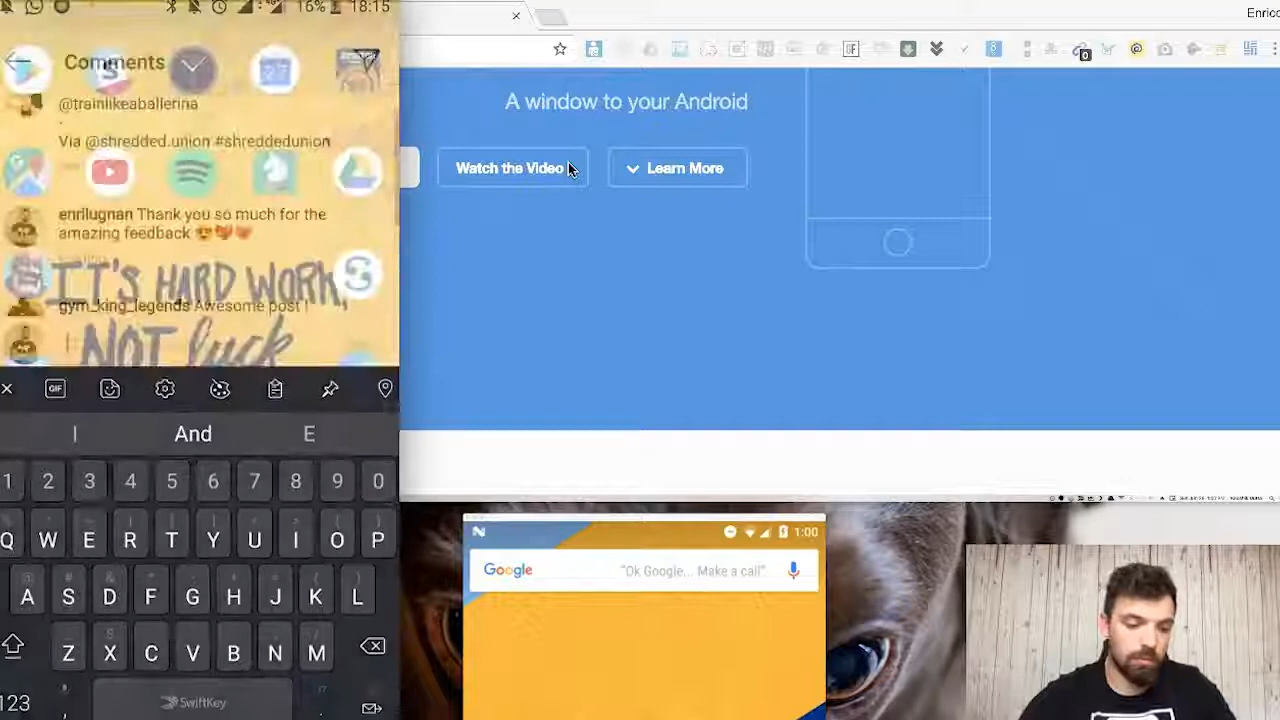 16% 18:15
Comments
@trainlikeaballerina
.
Via @shredded.union #shreddedunion
enrilugnan Thank you so much for the
amazing feedback
IT'S HARD WORK,
gym_king_legends Awesome post !
NOT luck
GIF
I And E
1 2 3 4 5 6 7 8 9 0
Q W E R T Y U I O P
A S D F G H J K L
Z X C V B N M
123 SwiftKey
Enric
A window to your Android
Watch the Video
Learn More
1:00
Google "Ok Google... Make a call"